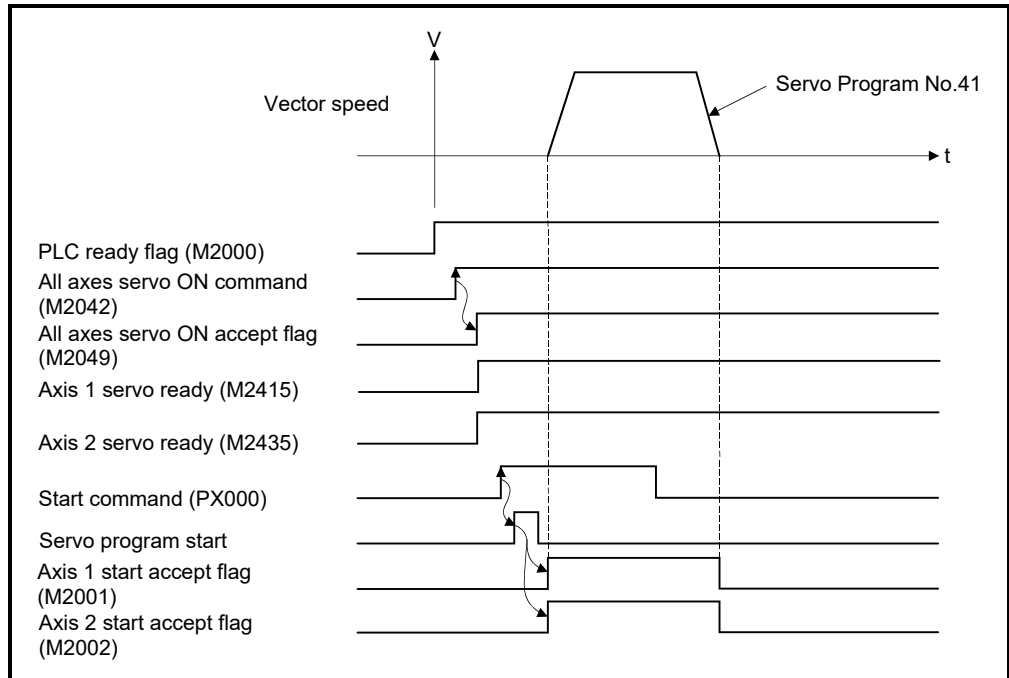 V
Servo Program No.41
Vector speed
t
PLC ready flag (M2000)
All axes servo ON command
(M2042)
All axes servo ON accept flag
(M2049)
Axis 1 servo ready (M2415)
Axis 2 servo ready (M2435)
Start command (PX000)
Servo program start
Axis 1 start accept flag
(M2001)
Axis 2 start accept flag
(M2002)